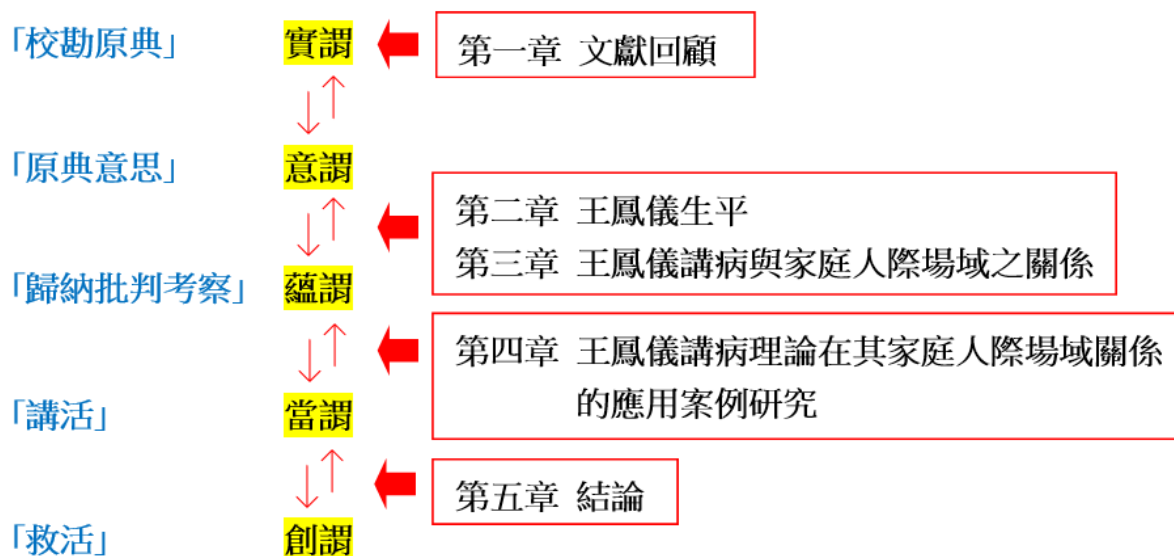 「校勘原典」 實謂 第一章 文獻回顧
「原典意思」 意謂
第二章 王鳳儀生平
第三章 王鳳儀講病與家庭人際場域之關係
「歸納批判考察」 蘊謂
第四章 王鳳儀講病理論在其家庭人際場域關係
的應用案例研究
「講活」 當謂
第五章 結論
「救活」 創謂